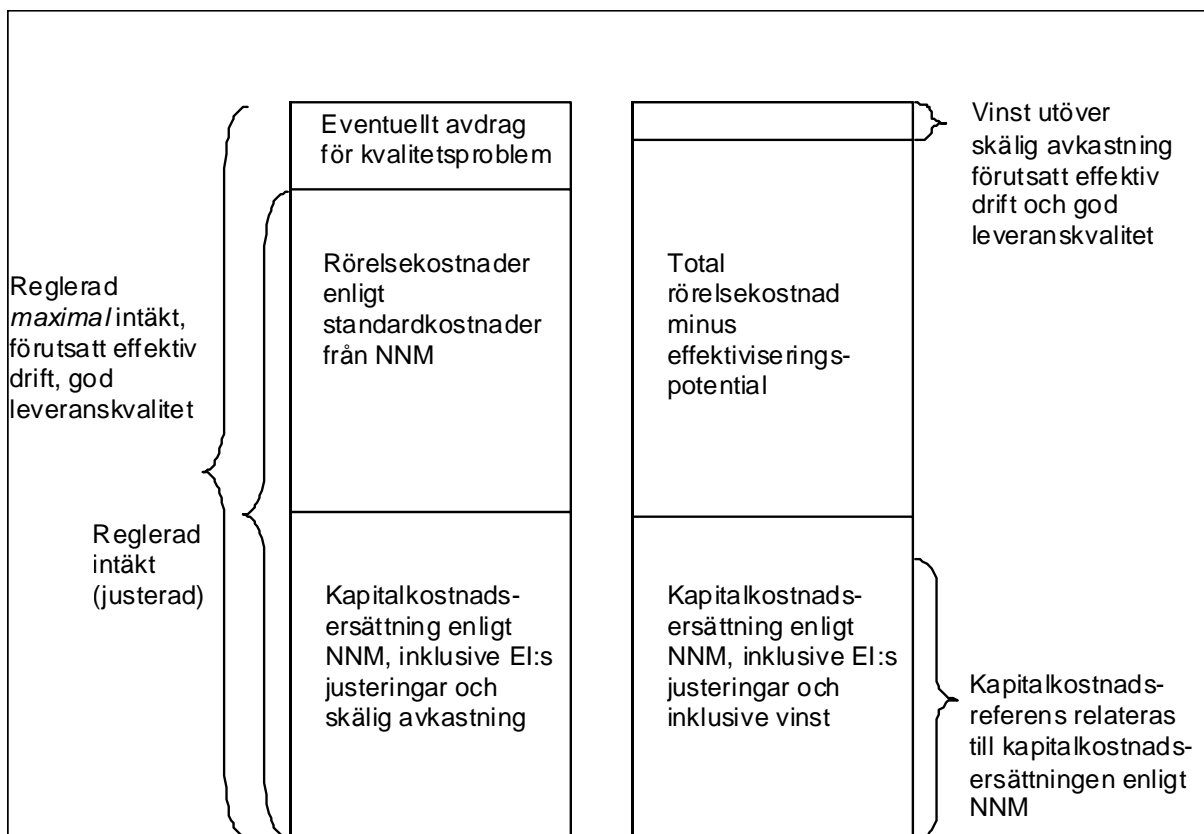 Eventuellt avdrag
för kvalitetsproblem
Vinst utöver
skälig avkastning
förutsatt effektiv
drift och god
leveranskvalitet
Reglerad
maximal intäkt,
förutsatt effektiv
drift, god
leveranskvalitet
Rörelsekostnader
enligt
standardkostnader
från NNM
Total
rörelsekostnad
minus
effektiviserings-
potential
Reglerad
intäkt
(justerad)
Kapitalkostnads-
ersättning enligt
NNM, inklusive EI:s
justeringar och
skälig avkastning
Kapitalkostnads-
ersättning enligt
NNM, inklusive EI:s
justeringar och
inklusive vinst
Kapitalkostnads-
referens relateras
till kapitalkostnads-
ersättningen enligt
NNM